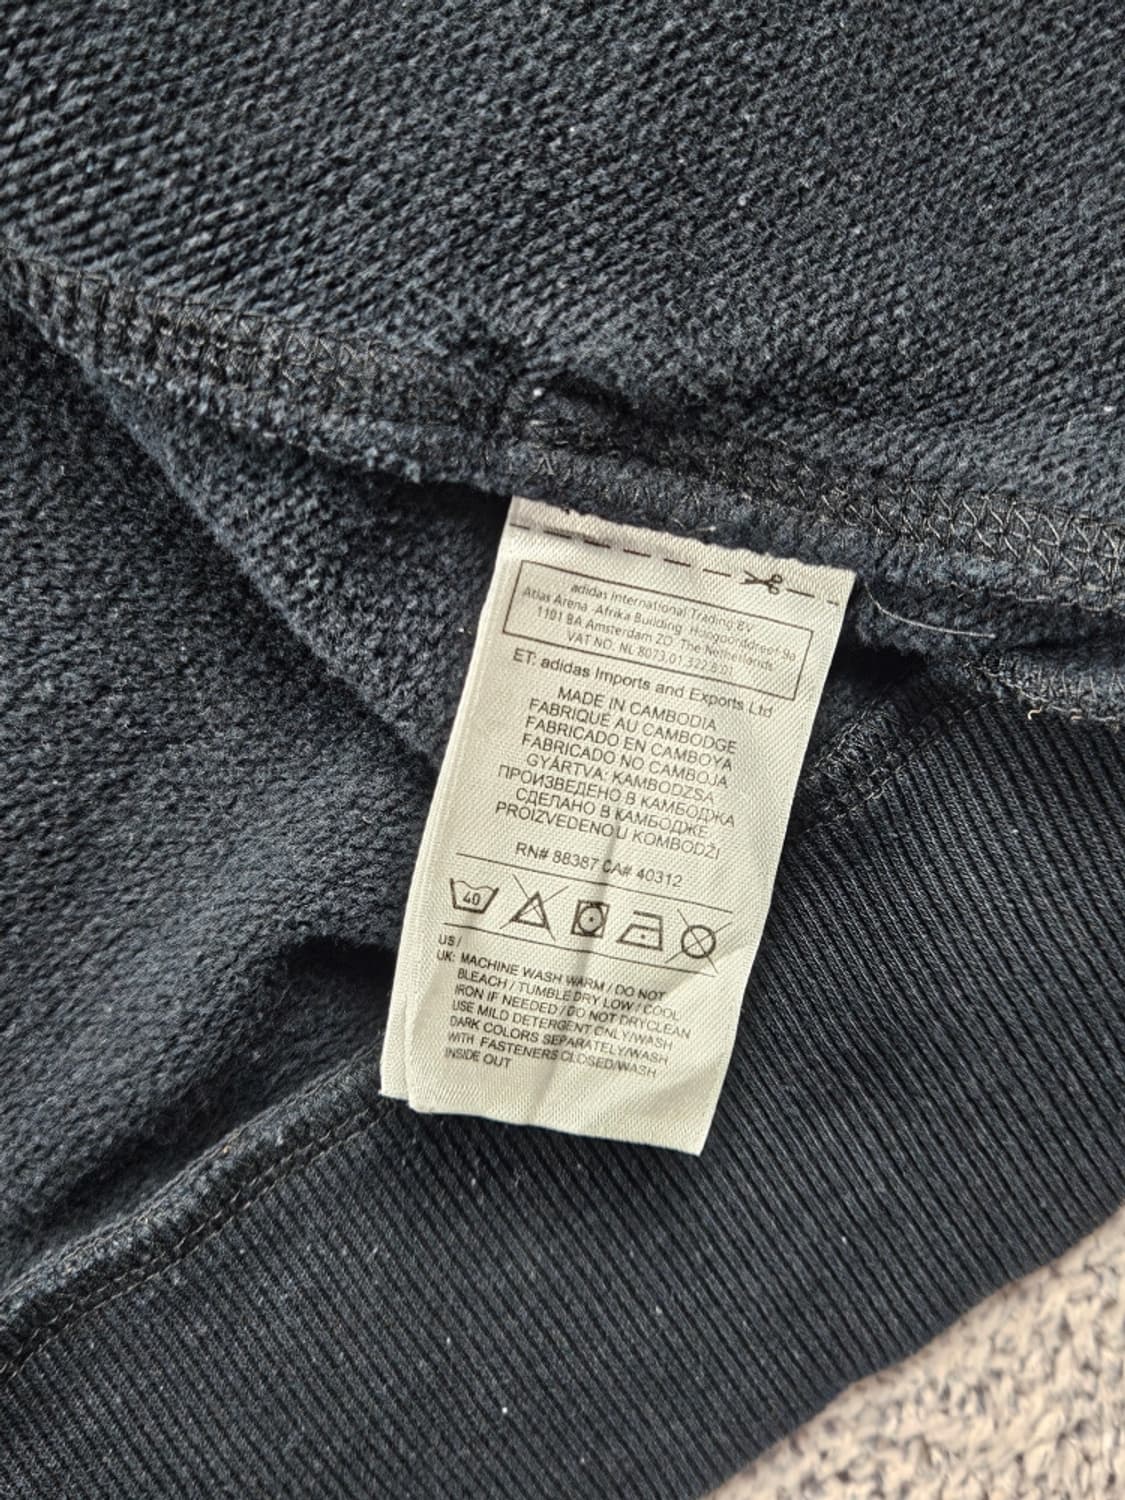 adidas International Trading BV
Atlas Arena Afrika Building Hoogoorddreef 9a
1101 BA Amsterdam ZO, The Netherlands
VAT NO. NL 8073.01.322.B.01
ET: adidas Imports and Exports Ltd
MADE IN CAMBODIA
FABRIQUÉ AU CAMBODGE
FABRICADO EN CAMBOYA
FABRICADO NO CAMBOJA
GYÁRTVA: KAMBODZSA
ПРОИЗВЕДЕНО В КАМБОДЖА
СДЕЛАНО В КАМБОДЖЕ
PROIZVEDENO U KOMBODŽI
RN# 88387 CA# 40312
40
US /
UK: MACHINE WASH WARM / DO NOT
BLEACH / TUMBLE DRY LOW / COOL
IRON IF NEEDED / DO NOT DRYCLEAN
USE MILD DETERGENT ONLY/WASH
DARK COLORS SEPARATELY/WASH
WITH FASTENERS CLOSED/WASH
INSIDE OUT